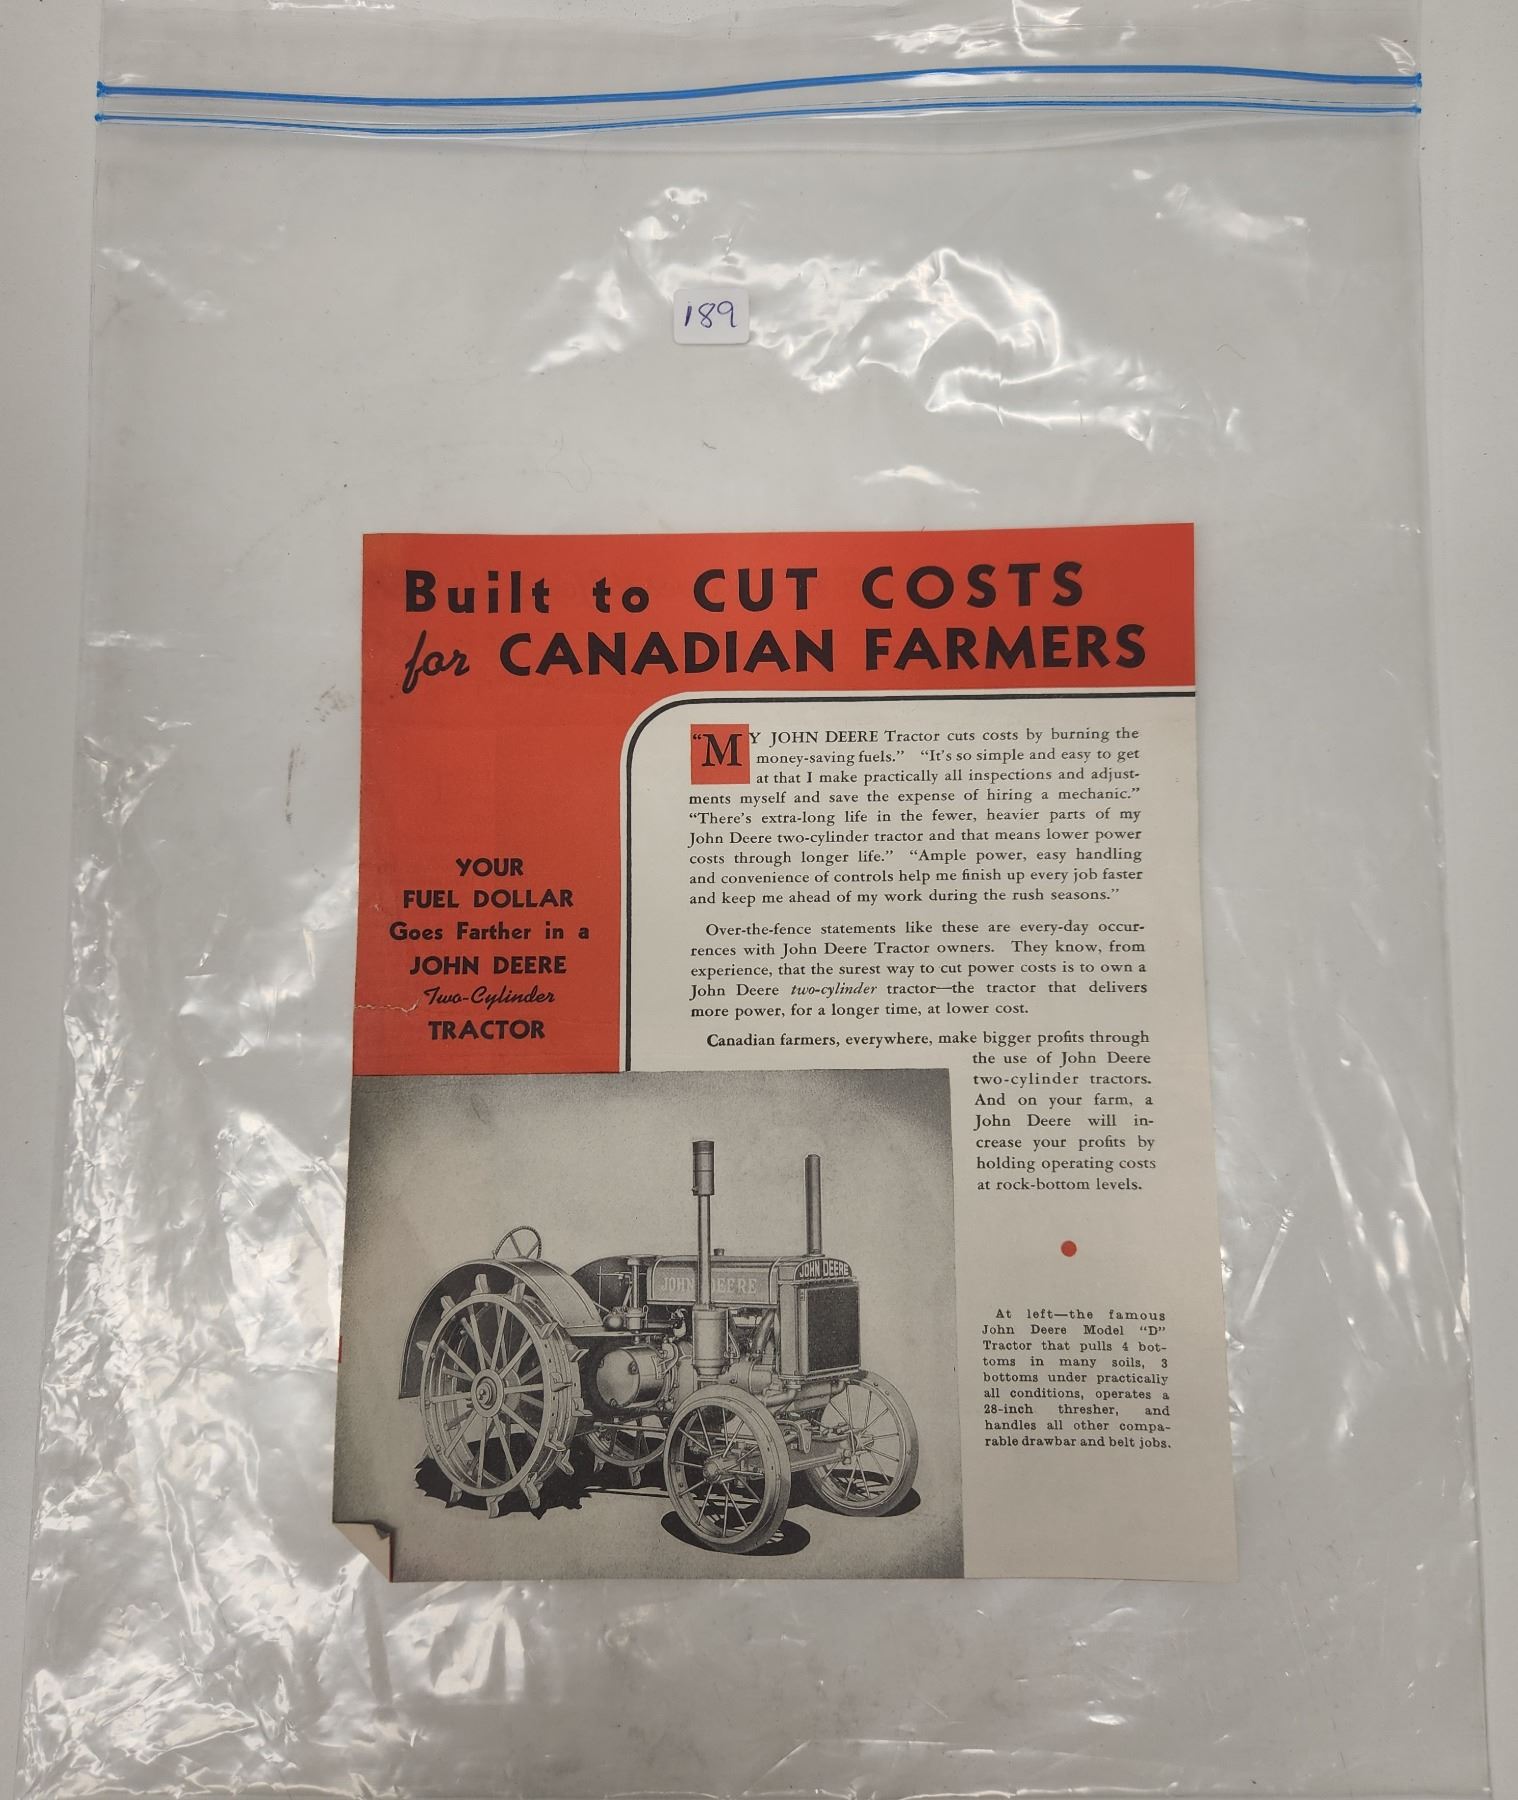 189
Built to CUT COSTS
for CANADIAN FARMERS
YOUR
FUEL DOLLAR
Goes Farther in a
JOHN DEERE
Two-Cylinder
TRACTOR
"MY JOHN DEERE Tractor cuts costs by burning the
money-saving fuels." "It's so simple and easy to get
at that I make practically all inspections and adjust-
ments myself and save the expense of hiring a mechanic."
"There's extra-long life in the fewer, heavier parts of my
John Deere two-cylinder tractor and that means lower power
costs through longer life." "Ample power, easy handling
and convenience of controls help me finish up every job faster
and keep me ahead of my work during the rush seasons."
Over-the-fence statements like these are every-day occur-
rences with John Deere Tractor owners. They know, from
experience, that the surest way to cut power costs is to own a
John Deere two-cylinder tractor—the tractor that delivers
more power, for a longer time, at lower cost.
Canadian farmers, everywhere, make bigger profits through
the use of John Deere
two-cylinder tractors.
And on your farm, a
John Deere will in-
crease your profits by
holding operating costs
at rock-bottom levels.
JOHN DEERE
JOHN DEERE
At left—the famous
John Deere Model "D"
Tractor that pulls 4 bot-
toms in many soils, 3
bottoms under practically
all conditions, operates a
28-inch thresher, and
handles all other compa-
rable drawbar and belt jobs.